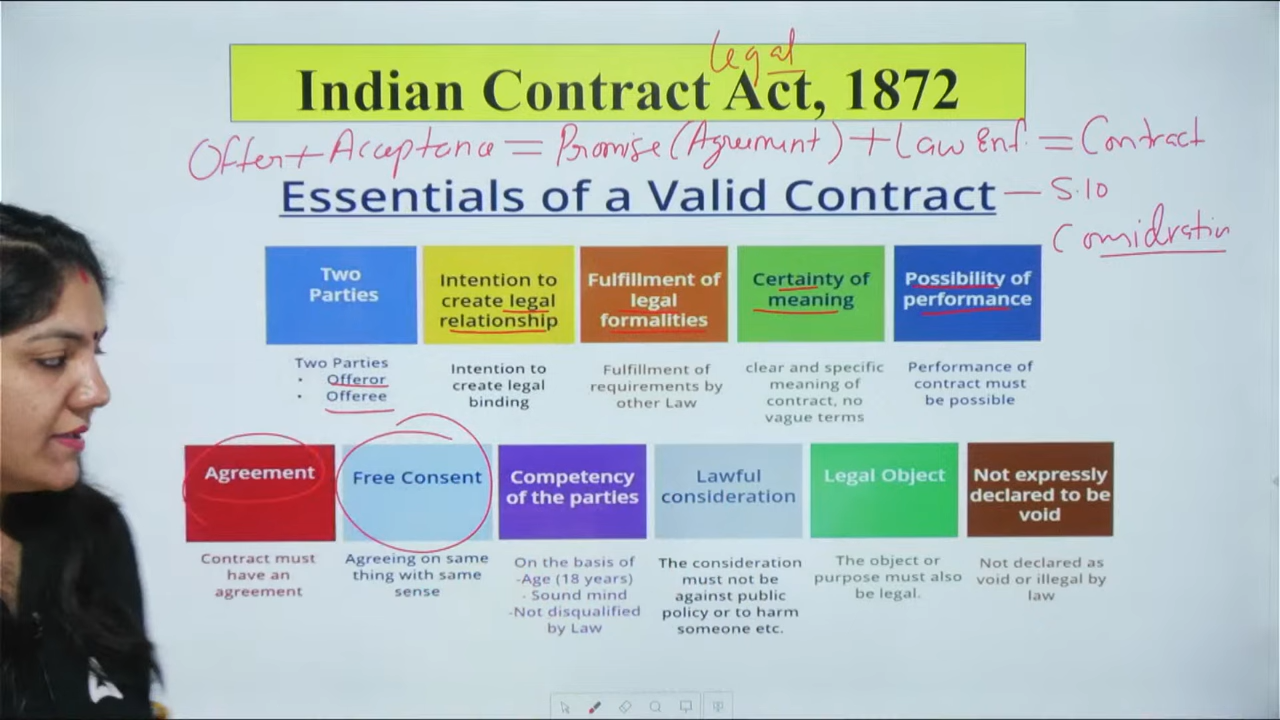 legal
Indian Contract Act, 1872
Offer + Acceptance = Promise (Agreement) + Law Enf. = Contract
Essentials of a Valid Contract — S.10
Consideration
Two
Parties
Intention to
create legal
relationship
Fulfillment of
legal
formalities
Certainty of
meaning
Possibility of
performance
Two Parties
• Offeror
• Offeree
Intention to
create legal
binding
Fulfillment of
requirements by
other Law
clear and specific
meaning of
contract, no
vague terms
Performance of
contract must
be possible
Agreement
Free Consent
Competency
of the parties
Lawful
consideration
Legal Object
Not expressly
declared to be
void
Contract must
have an
agreement
Agreeing on same
thing with same
sense
On the basis of
-Age (18 years)
- Sound mind
-Not disqualified
by Law
The consideration
must not be
against public
policy or to harm
someone etc.
The object or
purpose must also
be legal.
Not declared as
void or illegal by
law